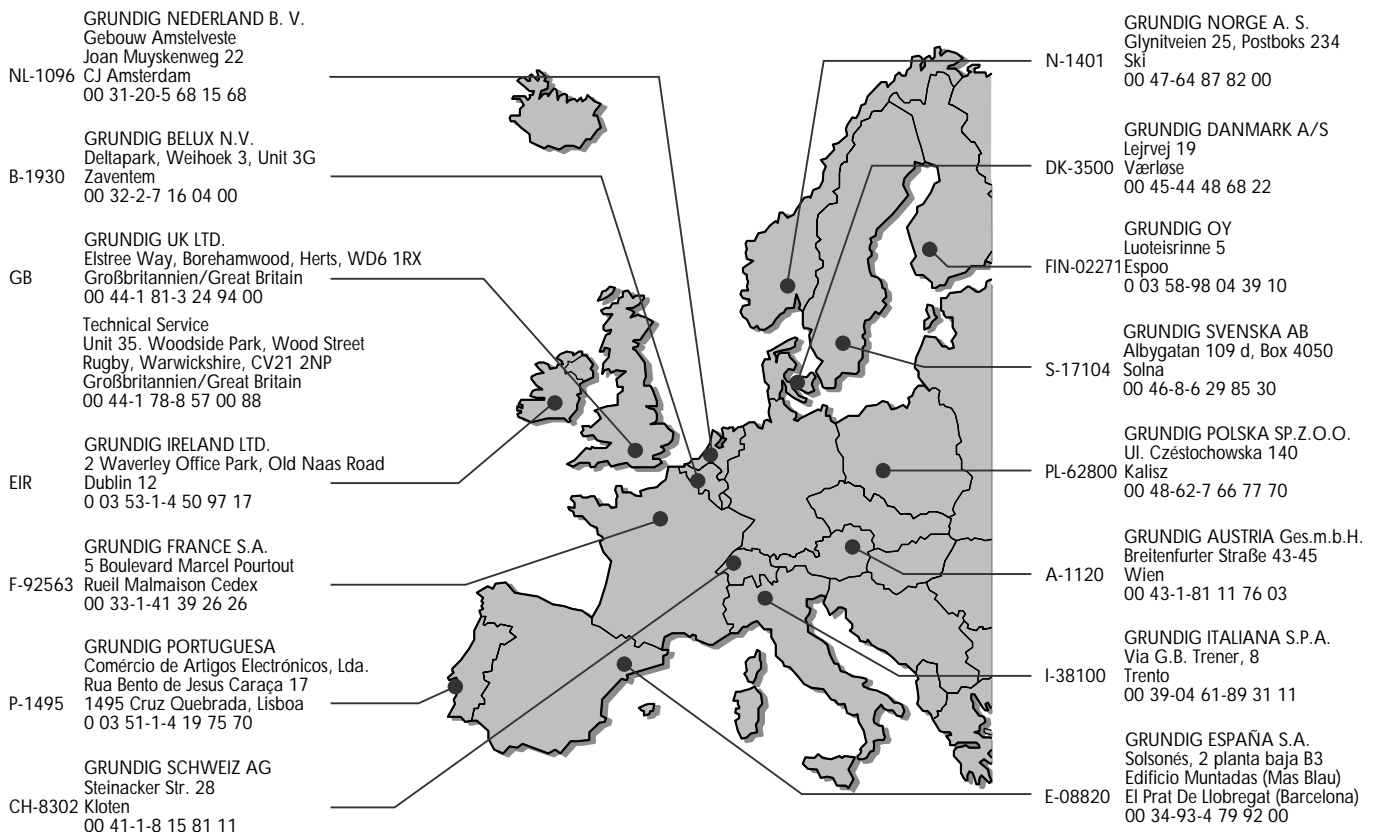 GRUNDIG NEDERLAND B. V.
Gebouw Amstelveste
Joan Muyskenweg 22
NL-1096 CJ Amsterdam
00 31-20-5 68 15 68
GRUNDIG BELUX N.V.
Deltapark, Weihoek 3, Unit 3G
B-1930 Zaventem
00 32-2-7 16 04 00
GRUNDIG UK LTD.
Elstree Way, Borehamwood, Herts, WD6 1RX
GB Großbritannien/Great Britain
00 44-1 81-3 24 94 00
Technical Service
Unit 35. Woodside Park, Wood Street
Rugby, Warwickshire, CV21 2NP
Großbritannien/Great Britain
00 44-1 78-8 57 00 88
GRUNDIG IRELAND LTD.
2 Waverley Office Park, Old Naas Road
EIR Dublin 12
0 03 53-1-4 50 97 17
GRUNDIG FRANCE S.A.
5 Boulevard Marcel Pourtout
F-92563 Rueil Malmaison Cedex
00 33-1-41 39 26 26
GRUNDIG PORTUGUESA
Comércio de Artigos Electrónicos, Lda.
Rua Bento de Jesus Caraça 17
P-1495 1495 Cruz Quebrada, Lisboa
0 03 51-1-4 19 75 70
GRUNDIG SCHWEIZ AG
Steinacker Str. 28
CH-8302 Kloten
00 41-1-8 15 81 11
GRUNDIG NORGE A. S.
Glynitveien 25, Postboks 234
N-1401 Ski
00 47-64 87 82 00
GRUNDIG DANMARK A/S
Lejrvej 19
DK-3500 Værløse
00 45-44 48 68 22
GRUNDIG OY
Luoteisrinne 5
FIN-02271 Espoo
0 03 58-98 04 39 10
GRUNDIG SVENSKA AB
Albygatan 109 d, Box 4050
S-17104 Solna
00 46-8-6 29 85 30
GRUNDIG POLSKA SP.Z.O.O.
Ul. Czéstochowska 140
PL-62800 Kalisz
00 48-62-7 66 77 70
GRUNDIG AUSTRIA Ges.m.b.H.
Breitenfurter Straße 43-45
A-1120 Wien
00 43-1-81 11 76 03
GRUNDIG ITALIANA S.P.A.
Via G.B. Trener, 8
I-38100 Trento
00 39-04 61-89 31 11
GRUNDIG ESPAÑA S.A.
Solsonés, 2 planta baja B3
Edificio Muntadas (Mas Blau)
E-08820 El Prat De Llobregat (Barcelona)
00 34-93-4 79 92 00